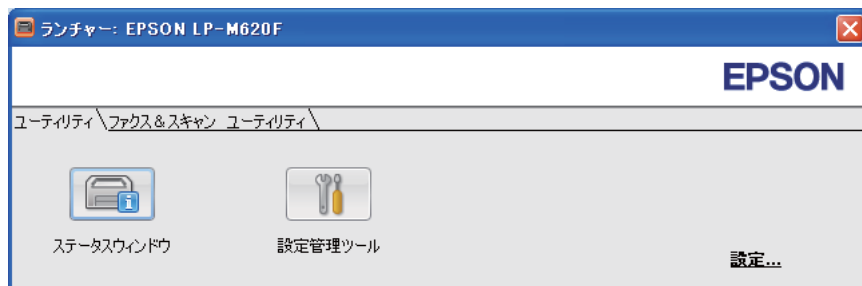 ランチャー: EPSON LP-M620F
EPSON
ユーティリティ ファクス＆スキャン ユーティリティ
ステータスウィンドウ 設定管理ツール
設定...